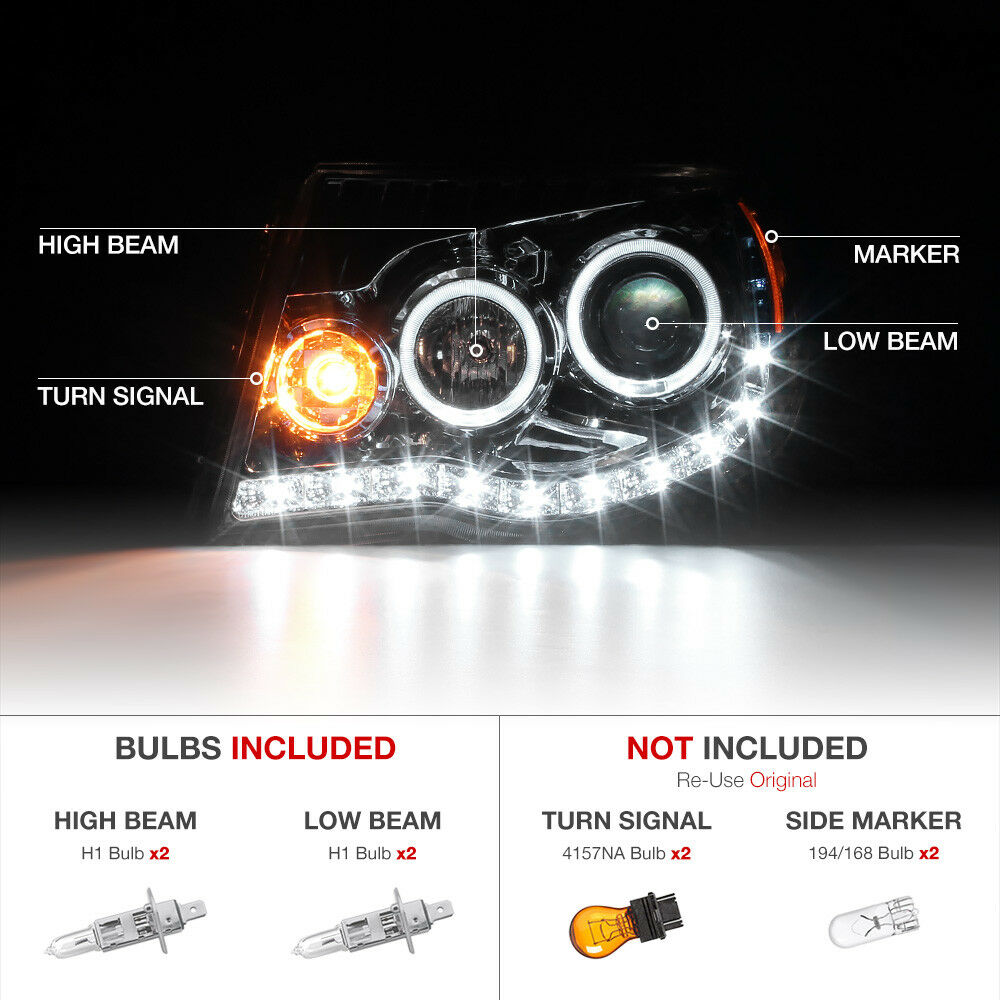 HIGH BEAM
MARKER
LOW BEAM
TURN SIGNAL
BULBS INCLUDED
NOT INCLUDED
Re-Use Original
HIGH BEAM
H1 Bulb x2
LOW BEAM
H1 Bulb x2
TURN SIGNAL
4157NA Bulb x2
SIDE MARKER
194/168 Bulb x2